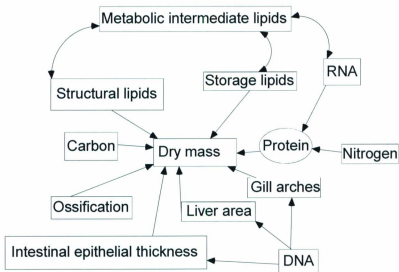 Metabolic intermediate lipids
RNA
Storage lipids
Structural lipids
Carbon
Dry mass
Protein
Nitrogen
Gill arches
Ossification
Liver area
Intestinal epithelial thickness
DNA